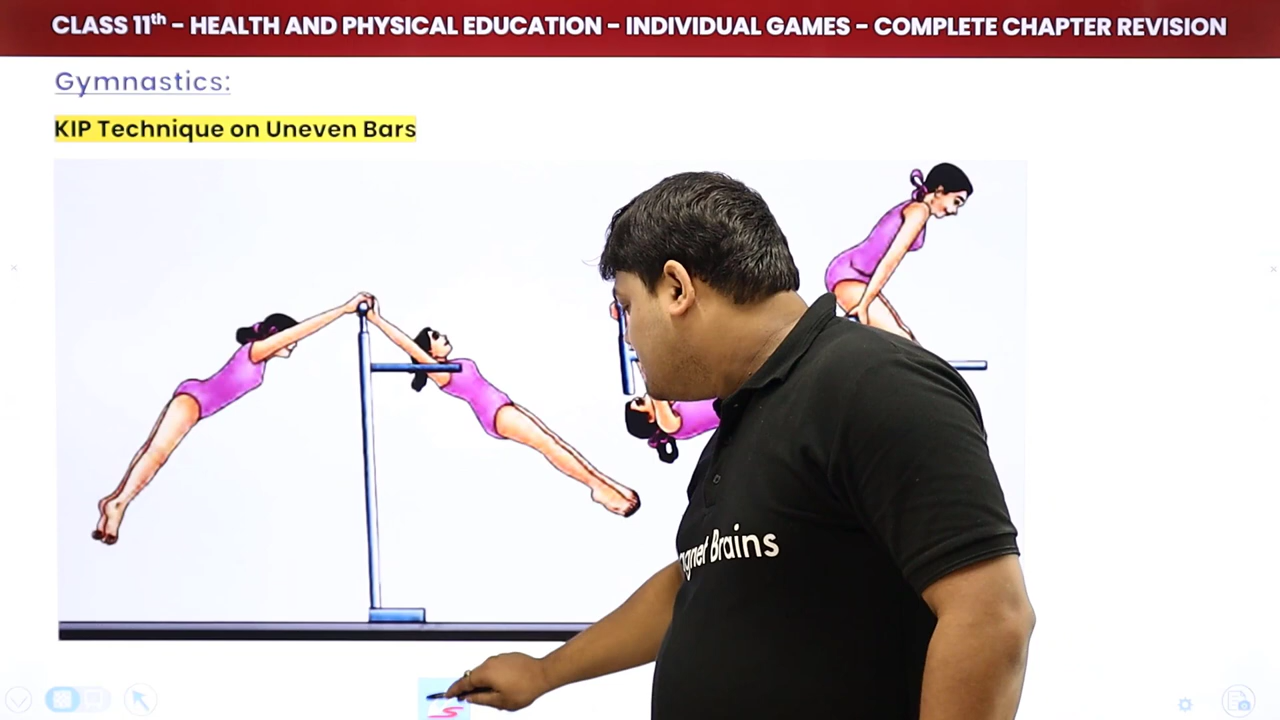 CLASS 11th – HEALTH AND PHYSICAL EDUCATION – INDIVIDUAL GAMES – COMPLETE CHAPTER REVISION
Gymnastics:
KIP Technique on Uneven Bars
Brains